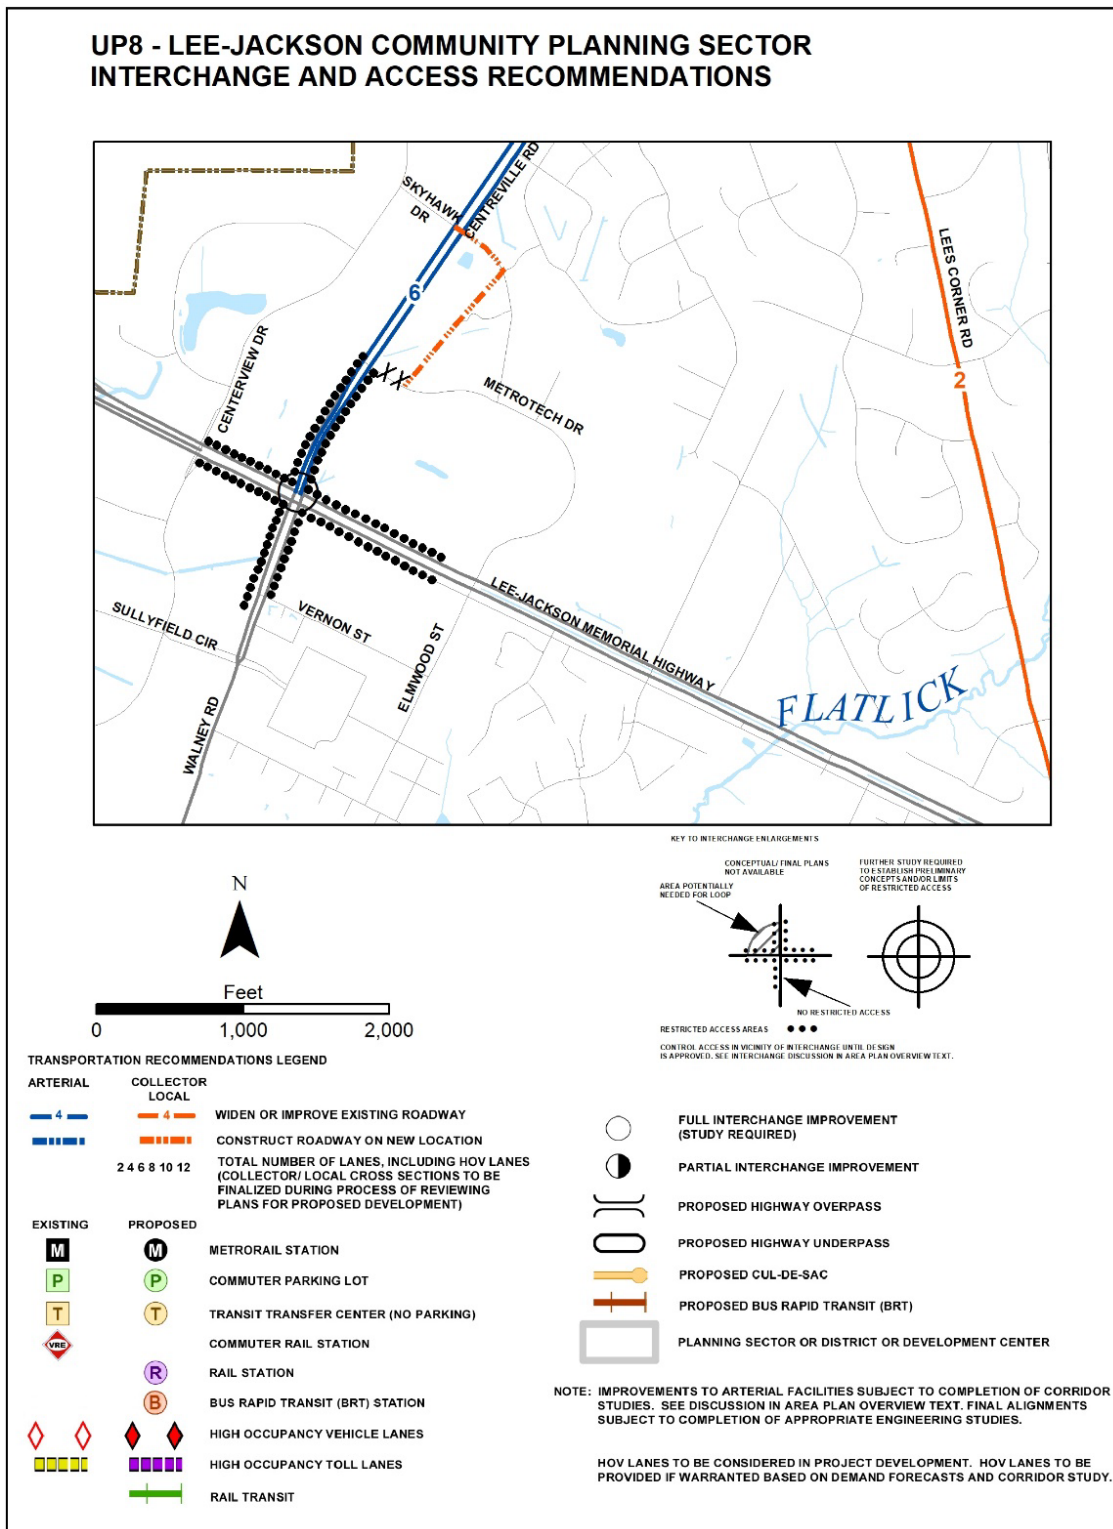 UP8 - LEE-JACKSON COMMUNITY PLANNING SECTOR
INTERCHANGE AND ACCESS RECOMMENDATIONS
SKYHAWK
DR
CENTREVILLE RD
6
LEES CORNER RD
2
CENTERVIEW DR
XX
METROTECH DR
LEE-JACKSON MEMORIAL HIGHWAY
SULLYFIELD CIR
VERNON ST
ELMWOOD ST
WALNEY RD
FLATLICK
KEY TO INTERCHANGE ENLARGEMENTS
CONCEPTUAL/ FINAL PLANS
NOT AVAILABLE
AREA POTENTIALLY
NEEDED FOR LOOP
FURTHER STUDY REQUIRED
TO ESTABLISH PRELIMINARY
CONCEPTS AND/OR LIMITS
OF RESTRICTED ACCESS
NO RESTRICTED ACCESS
RESTRICTED ACCESS AREAS
CONTROL ACCESS IN VICINITY OF INTERCHANGE UNTIL DESIGN
IS APPROVED. SEE INTERCHANGE DISCUSSION IN AREA PLAN OVERVIEW TEXT.
N
Feet
0 1,000 2,000
TRANSPORTATION RECOMMENDATIONS LEGEND
ARTERIAL COLLECTOR
LOCAL
4 4 WIDEN OR IMPROVE EXISTING ROADWAY
CONSTRUCT ROADWAY ON NEW LOCATION
2 4 6 8 10 12 TOTAL NUMBER OF LANES, INCLUDING HOV LANES
(COLLECTOR/ LOCAL CROSS SECTIONS TO BE
FINALIZED DURING PROCESS OF REVIEWING
PLANS FOR PROPOSED DEVELOPMENT)
EXISTING PROPOSED
M M METRORAIL STATION
P P COMMUTER PARKING LOT
T T TRANSIT TRANSFER CENTER (NO PARKING)
VRE COMMUTER RAIL STATION
R RAIL STATION
B BUS RAPID TRANSIT (BRT) STATION
HIGH OCCUPANCY VEHICLE LANES
HIGH OCCUPANCY TOLL LANES
RAIL TRANSIT
FULL INTERCHANGE IMPROVEMENT
(STUDY REQUIRED)
PARTIAL INTERCHANGE IMPROVEMENT
PROPOSED HIGHWAY OVERPASS
PROPOSED HIGHWAY UNDERPASS
PROPOSED CUL-DE-SAC
PROPOSED BUS RAPID TRANSIT (BRT)
PLANNING SECTOR OR DISTRICT OR DEVELOPMENT CENTER
NOTE: IMPROVEMENTS TO ARTERIAL FACILITIES SUBJECT TO COMPLETION OF CORRIDOR
STUDIES. SEE DISCUSSION IN AREA PLAN OVERVIEW TEXT. FINAL ALIGNMENTS
SUBJECT TO COMPLETION OF APPROPRIATE ENGINEERING STUDIES.
HOV LANES TO BE CONSIDERED IN PROJECT DEVELOPMENT. HOV LANES TO BE
PROVIDED IF WARRANTED BASED ON DEMAND FORECASTS AND CORRIDOR STUDY.